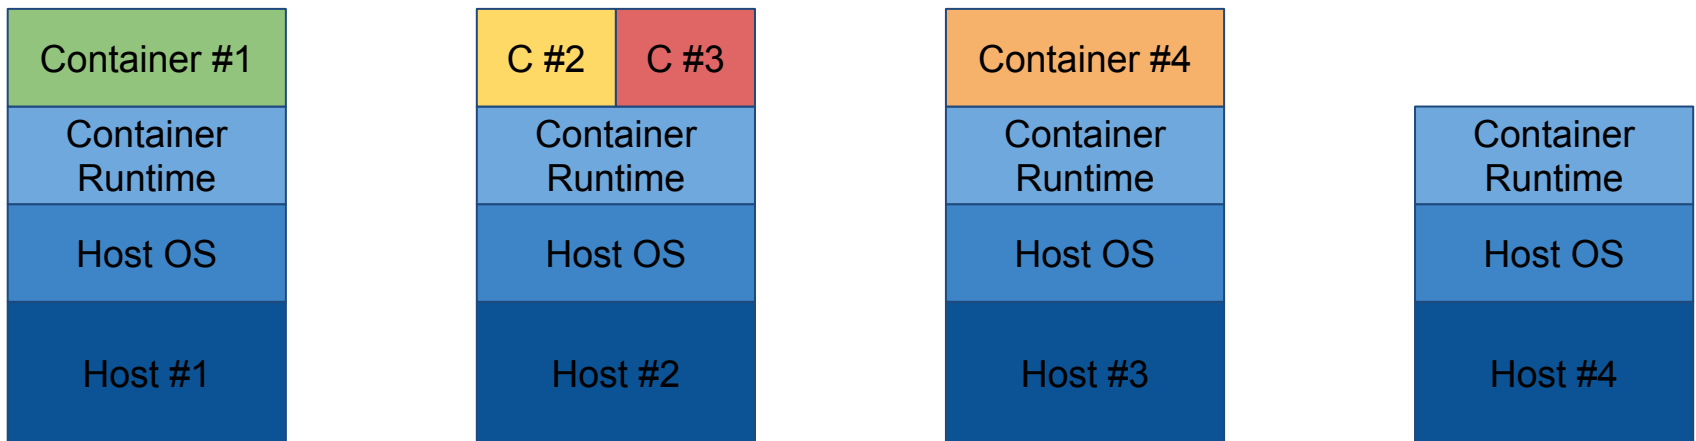 Container #1
Container
Runtime
Host OS
Host #1
C #2
C #3
Container
Runtime
Host OS
Host #2
Container #4
Container
Runtime
Host OS
Host #3
Container
Runtime
Host OS
Host #4